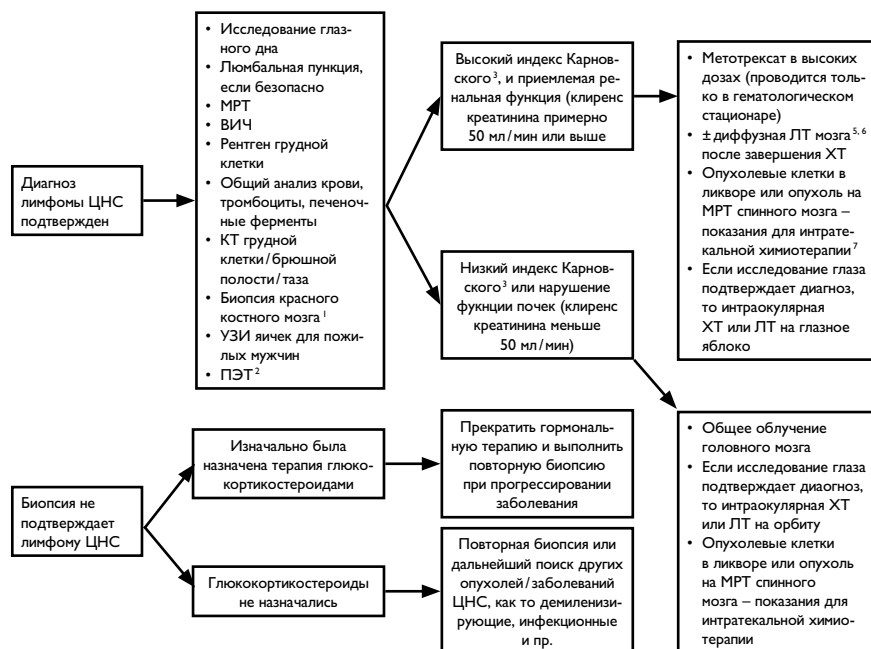 Диагноз
лимфомы ЦНС
подтвержден
• Исследование глаз-
ного дна
• Люмбальная пункция,
если безопасно
• МРТ
• ВИЧ
• Рентген грудной
клетки
• Общий анализ крови,
тромбоциты, печеноч-
ные ферменты
• КТ грудной
клетки/брюшной
полости/таза
• Биопсия красного
костного мозга 1
• УЗИ яичек для пожи-
лых мужчин
• ПЭТ 2
Высокий индекс Карнов-
ского 3, и приемлемая ре-
нальная функция (клиренс
креатинина примерно
50 мл/мин или выше
• Метотрексат в высоких
дозах (проводится толь-
ко в гематологическом
стационаре)
• ± диффузная ЛТ мозга 5, 6
после завершения ХТ
• Опухолевые клетки в
ликворе или опухоль на
МРТ спинного мозга –
показания для интрате-
кальной химиотерапии 7
• Если исследование глаза
подтверждает диагноз,
то интраокулярная
ХТ или ЛТ на глазное
яблоко
Низкий индекс Карнов-
ского 3 или нарушение
фукнции почек (клиренс
креатинина меньше
50 мл/мин)
• Общее облучение
головного мозга
• Если исследование глаза
подтверждает диаогноз,
то интраокулярная ХТ
или ЛТ на орбиту
• Опухолевые клетки
в ликворе или опухоль
на МРТ спинного
мозга – показания для
интратекальной химио-
терапии
Биопсия не
подтверждает
лимфому ЦНС
Изначально была
назначена терапия глюко-
кортикостероидами
Прекратить гормональ-
ную терапию и выполнить
повторную биопсию
при прогрессировании
заболевания
Глюкокортикостероиды
не назначались
Повторная биопсия или
дальнейший поиск других
опухолей/заболеваний
ЦНС, как то демиленизи-
рующие, инфекционные
и пр.